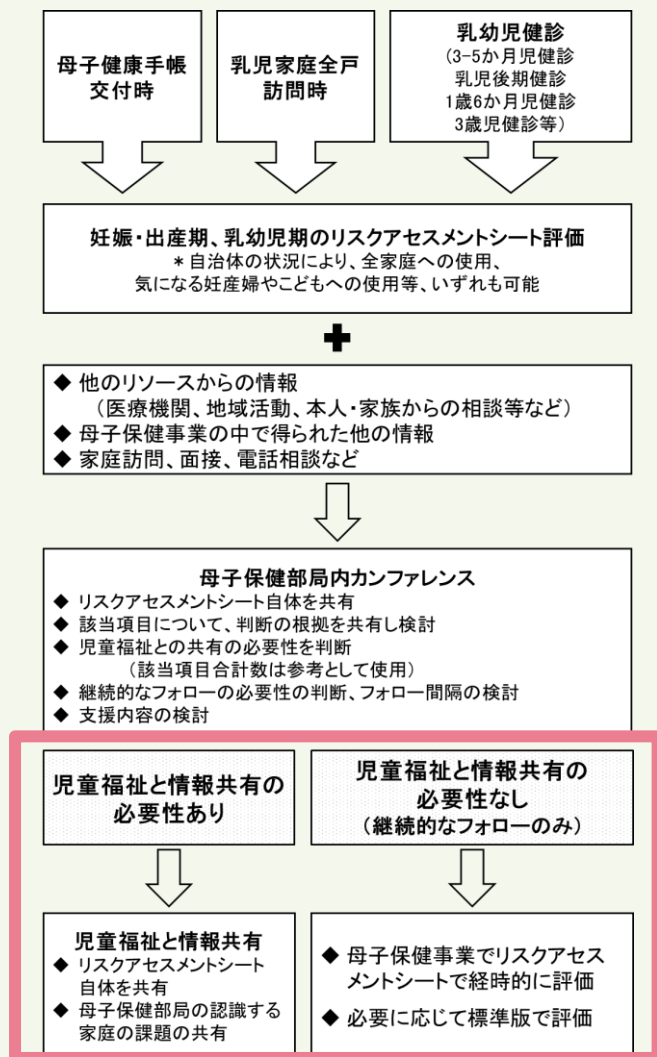 母子健康手帳
交付時
乳児家庭全戸
訪問時
乳幼児健診
(3-5か月児健診
乳児後期健診
1歳6か月児健診
3歳児健診等)
妊娠・出産期、乳幼児期のリスクアセスメントシート評価
*自治体の状況により、全家庭への使用、
気になる妊産婦やこどもへの使用等、いずれも可能
◆ 他のリソースからの情報
(医療機関、地域活動、本人・家族からの相談等など)
◆ 母子保健事業の中で得られた他の情報
◆ 家庭訪問、面接、電話相談など
母子保健部局内カンファレンス
◆ リスクアセスメントシート自体を共有
◆ 該当項目について、判断の根拠を共有し検討
◆ 児童福祉との共有の必要性を判断
(該当項目合計数は参考として使用)
◆ 継続的なフォローの必要性の判断、フォロー間隔の検討
◆ 支援内容の検討
児童福祉と情報共有の
必要性あり
児童福祉と情報共有の
必要性なし
(継続的なフォローのみ)
児童福祉と情報共有
◆ リスクアセスメントシート
自体を共有
◆ 母子保健部局の認識する
家庭の課題の共有
◆ 母子保健事業でリスクアセス
メントシートで経時的に評価
◆ 必要に応じて標準版で評価